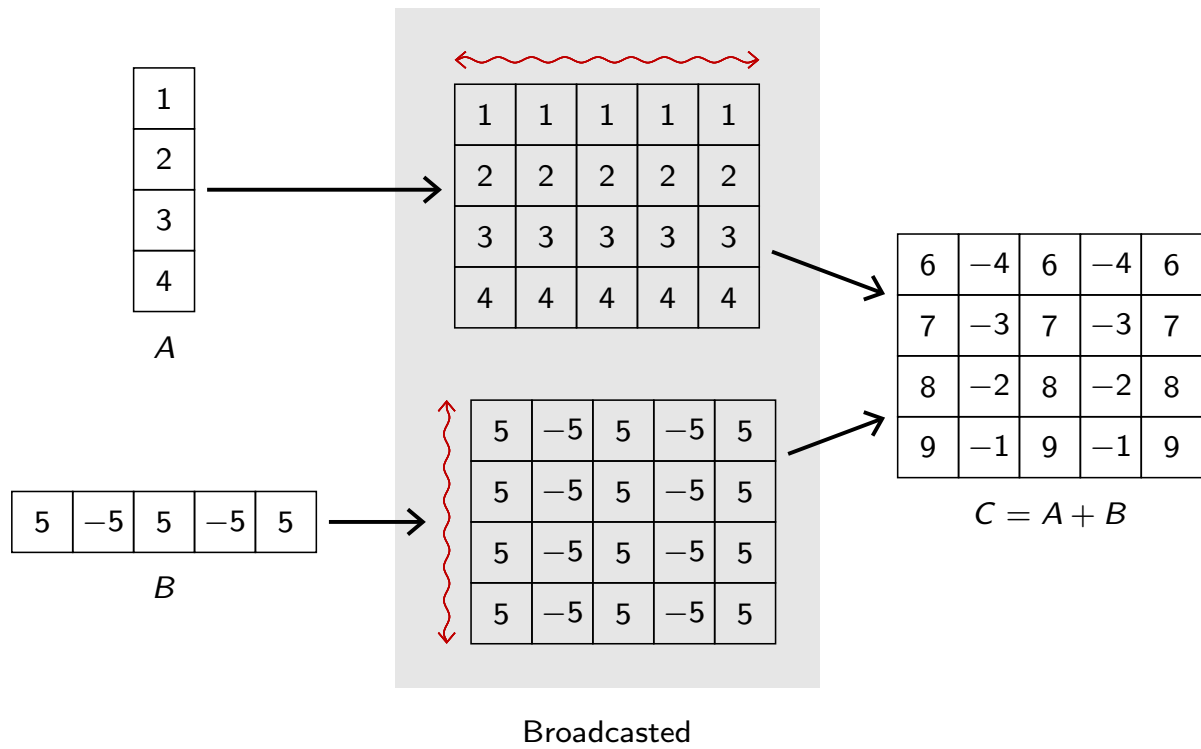 1
2
3
4
A
1 1 1 1 1
2 2 2 2 2
3 3 3 3 3
4 4 4 4 4
5 −5 5 −5 5
B
5 −5 5 −5 5
5 −5 5 −5 5
5 −5 5 −5 5
5 −5 5 −5 5
Broadcasted
6 −4 6 −4 6
7 −3 7 −3 7
8 −2 8 −2 8
9 −1 9 −1 9
C = A + B